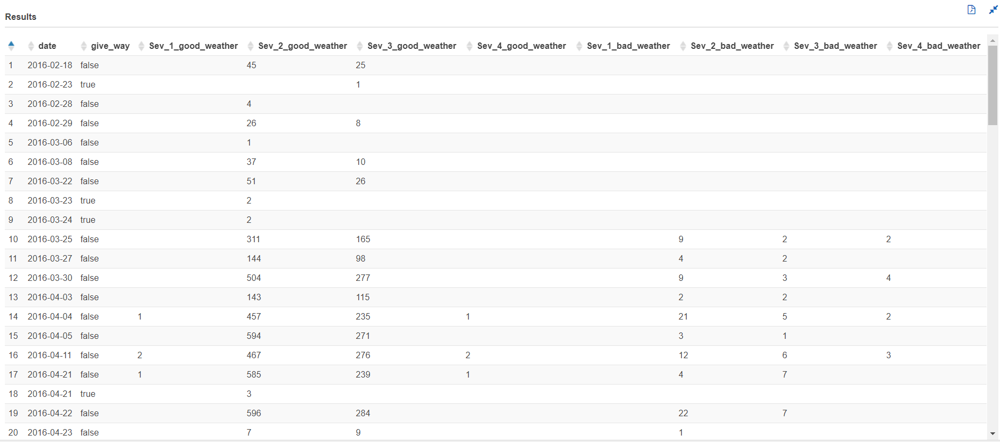 Results
date give_way Sev_1_good_weather Sev_2_good_weather Sev_3_good_weather Sev_4_good_weather Sev_1_bad_weather Sev_2_bad_weather Sev_3_bad_weather Sev_4_bad_weather
1 2016-02-18 false 45 25
2 2016-02-23 true 1
3 2016-02-28 false 4
4 2016-02-29 false 26 8
5 2016-03-06 false 1
6 2016-03-08 false 37 10
7 2016-03-22 false 51 26
8 2016-03-23 true 2
9 2016-03-24 true 2
10 2016-03-25 false 311 165 9 2 2
11 2016-03-27 false 144 98 4 2
12 2016-03-30 false 504 277 9 3 4
13 2016-04-03 false 143 115 2 2
14 2016-04-04 false 1 457 235 1 21 5 2
15 2016-04-05 false 594 271 3 1
16 2016-04-11 false 2 467 276 2 12 6 3
17 2016-04-21 false 1 585 239 1 4 7
18 2016-04-21 true 3
19 2016-04-22 false 596 284 22 7
20 2016-04-23 false 7 9 1